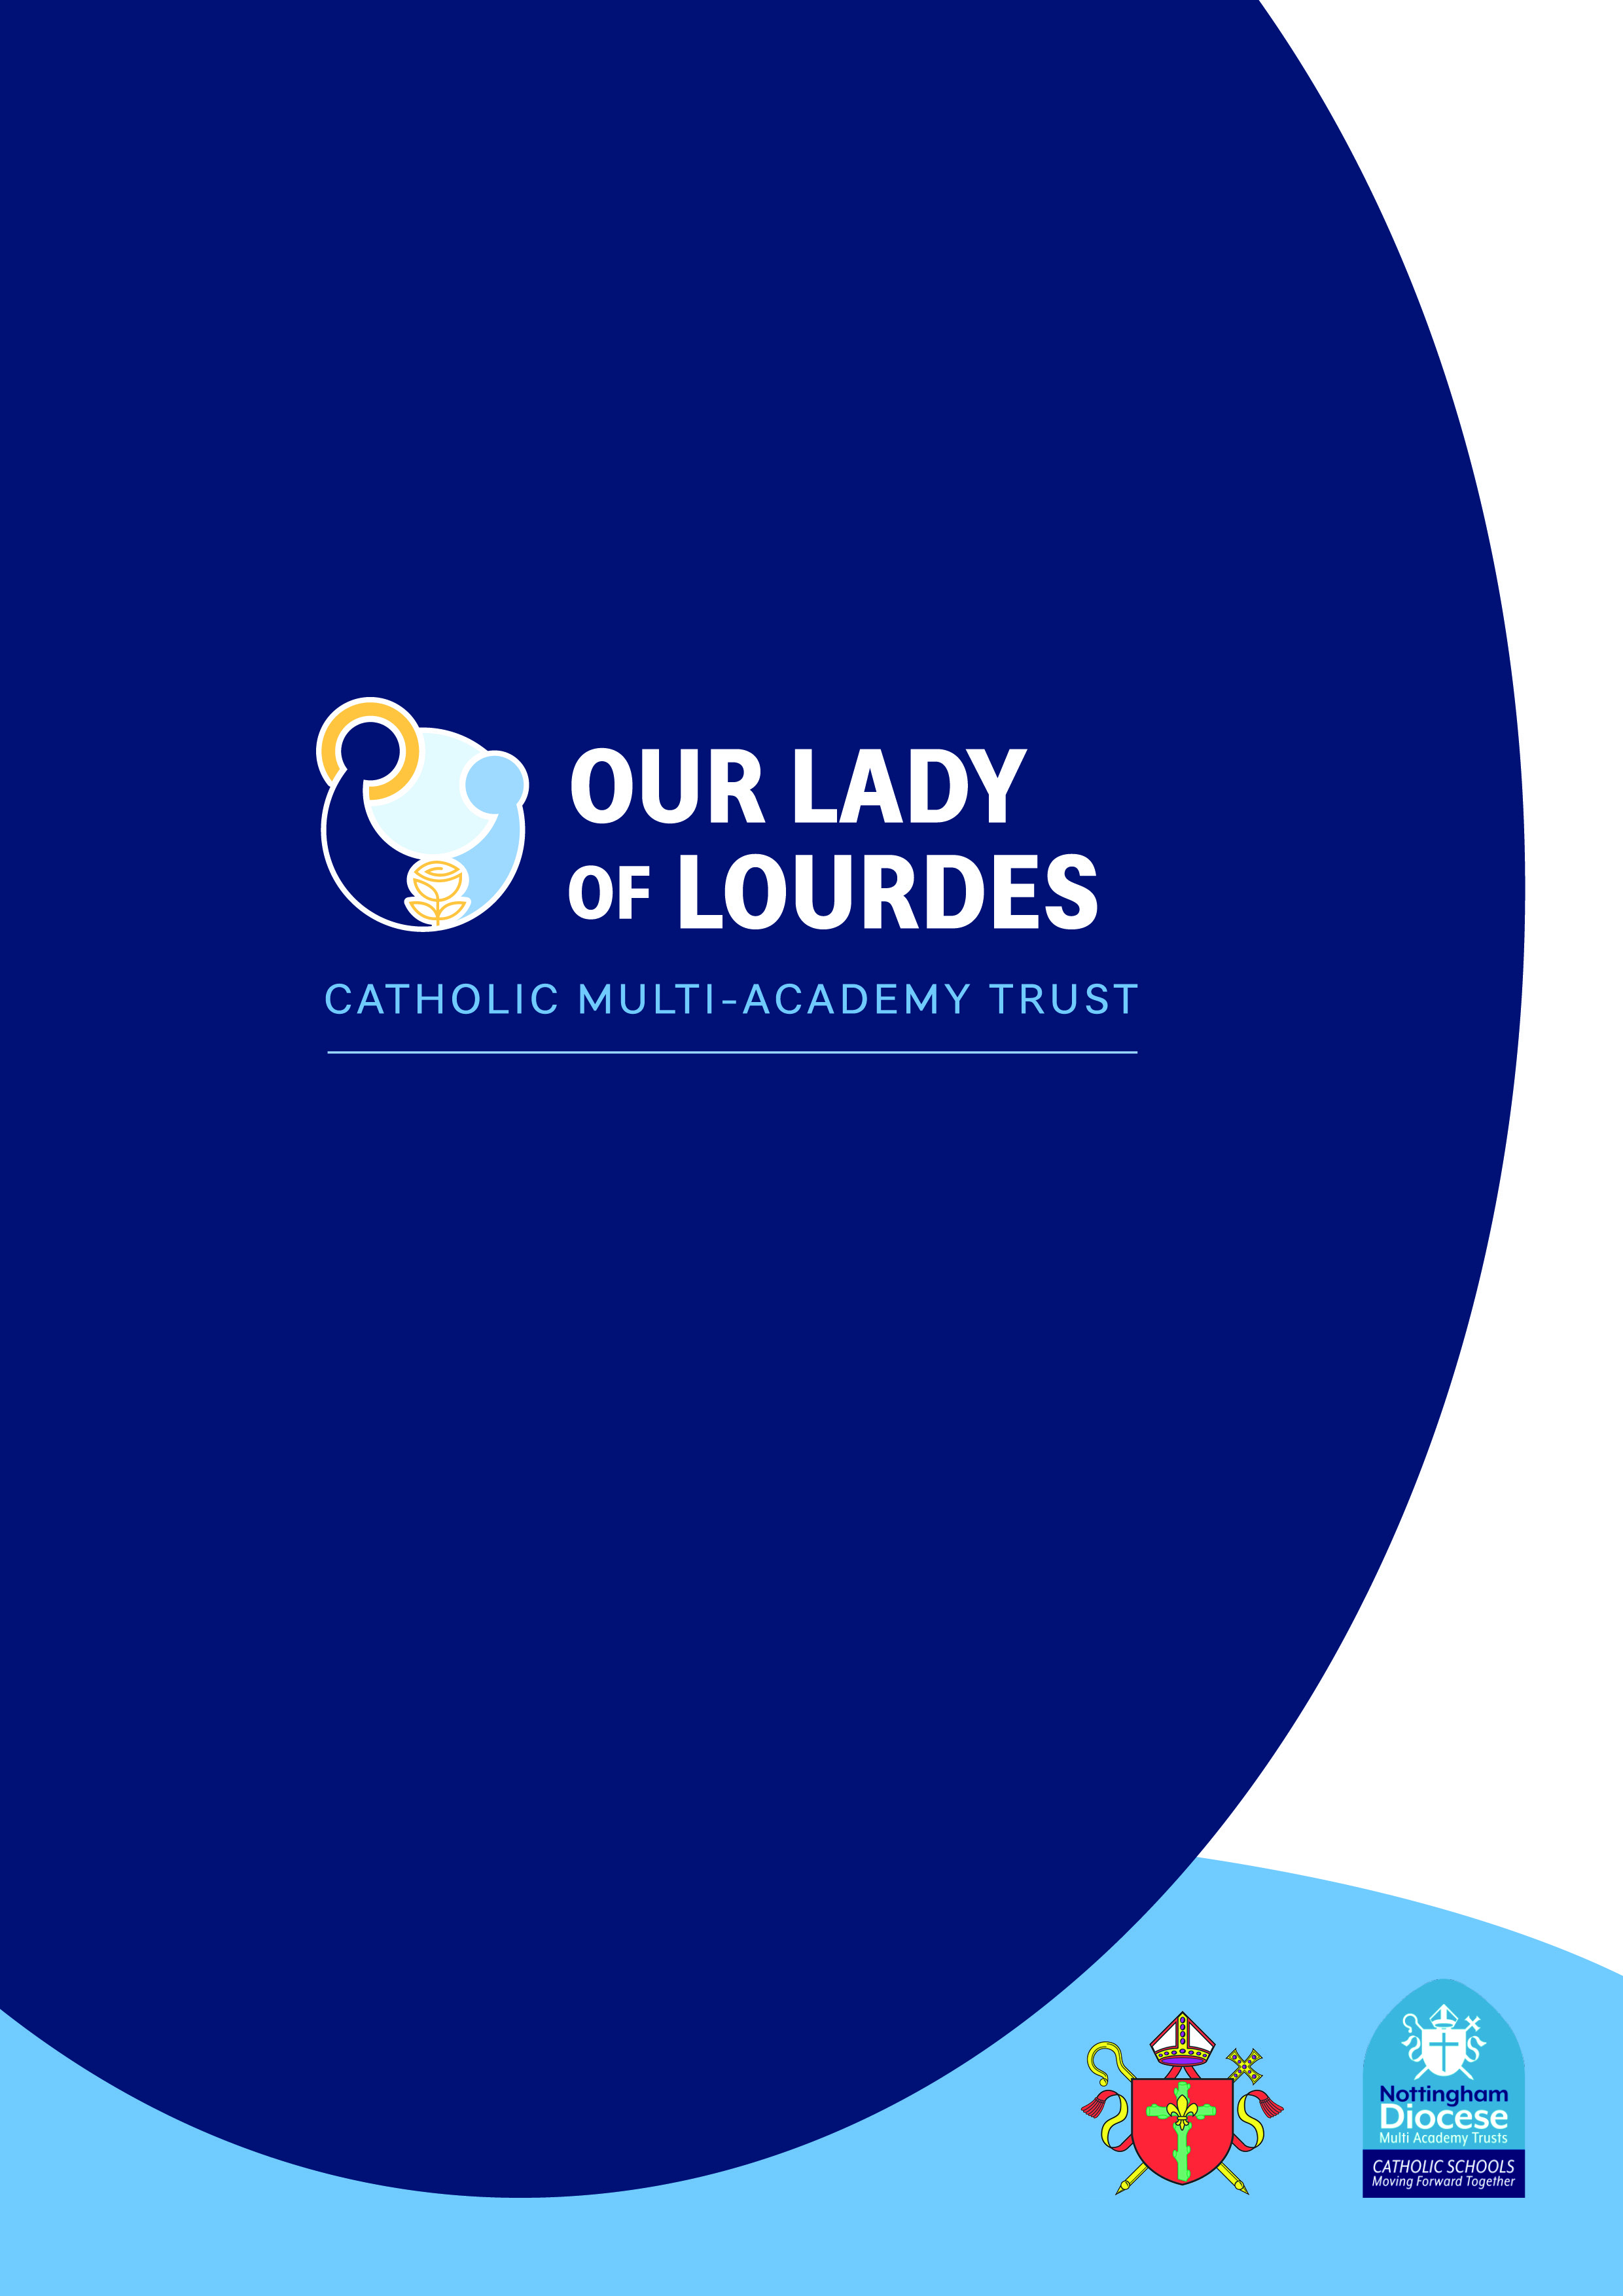 OUR LADY
OF LOURDES
CATHOLIC MULTI-ACADEMY TRUST
Nottingham
Diocese
Multi Academy Trusts
CATHOLIC SCHOOLS
Moving Forward Together